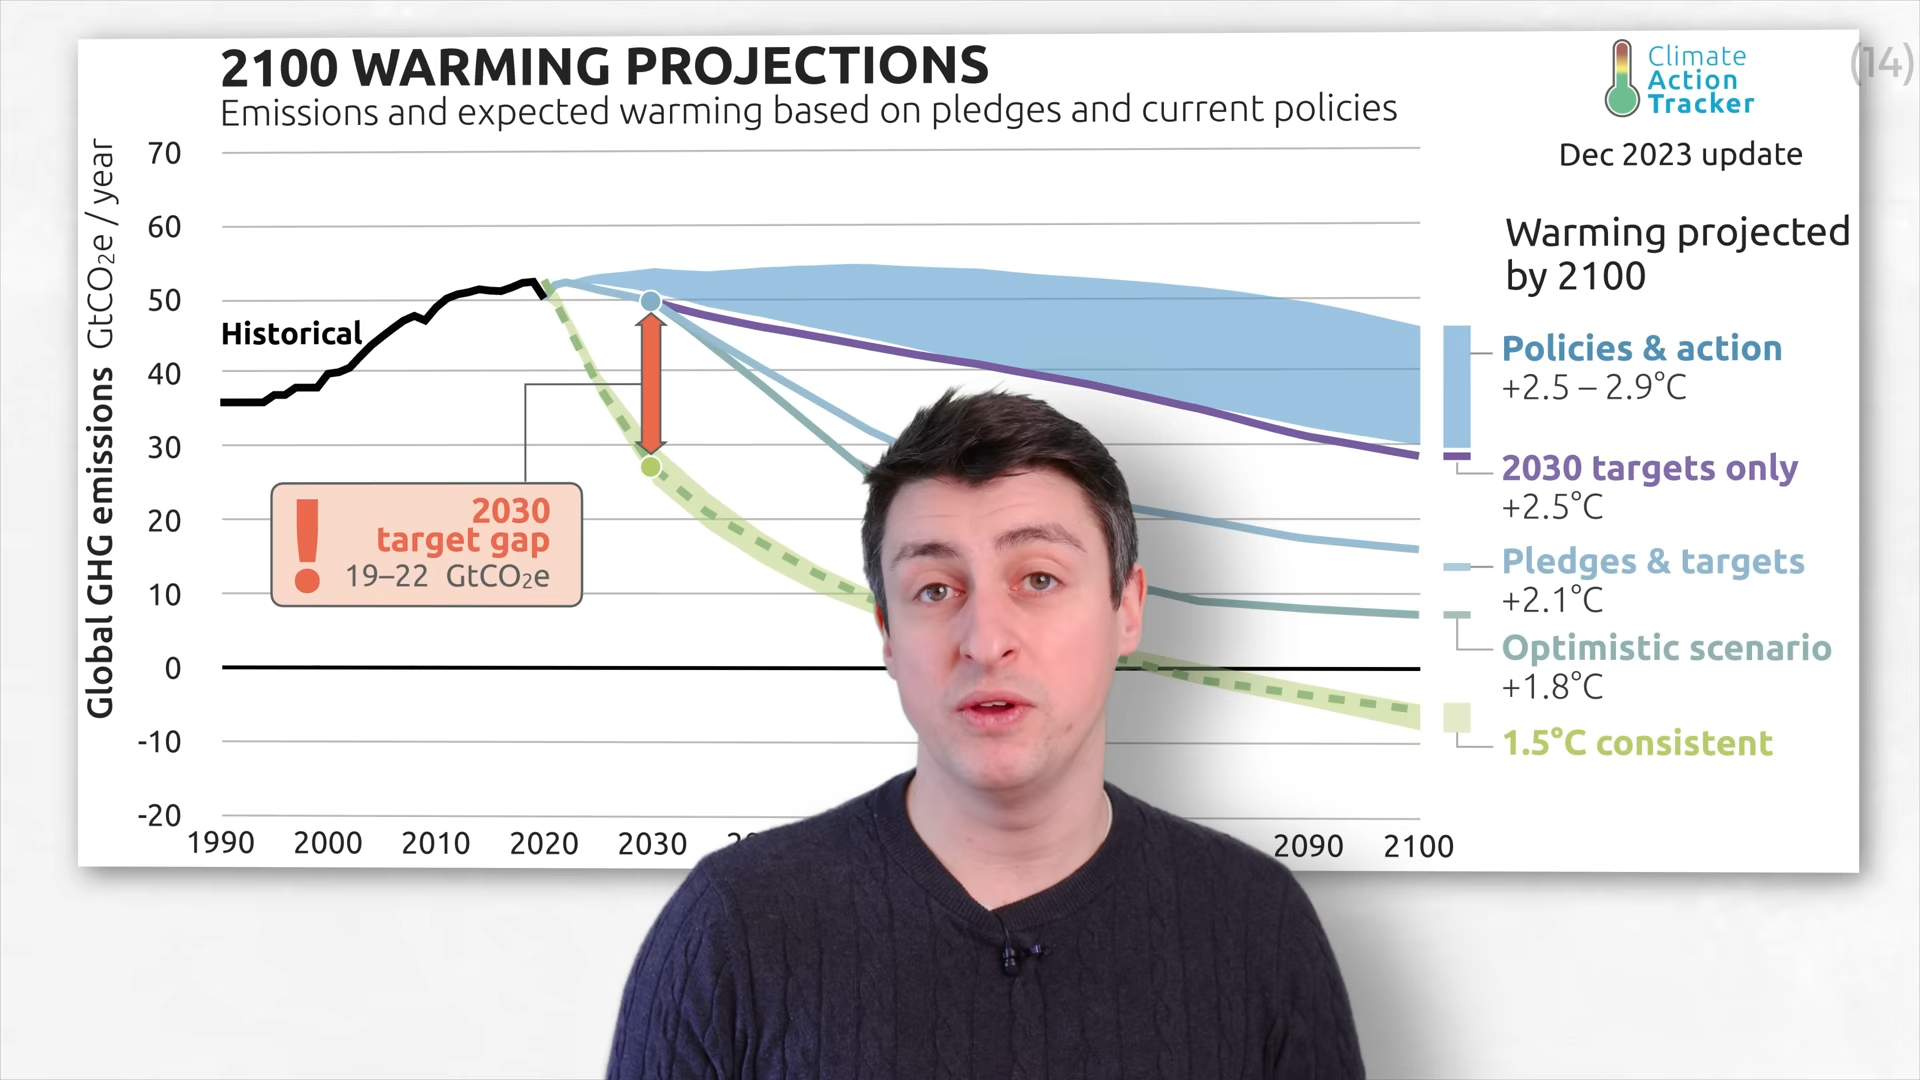 2100 WARMING PROJECTIONS
Emissions and expected warming based on pledges and current policies
Climate
Action
Tracker
(14)
Dec 2023 update
Global GHG emissions GtCO₂e / year
70
60
50
40
30
20
10
0
-10
-20
Historical
2030
target gap
19–22 GtCO₂e
1990 2000 2010 2020 2030 2090 2100
Warming projected
by 2100
Policies & action
+2.5 – 2.9°C
2030 targets only
+2.5°C
Pledges & targets
+2.1°C
Optimistic scenario
+1.8°C
1.5°C consistent